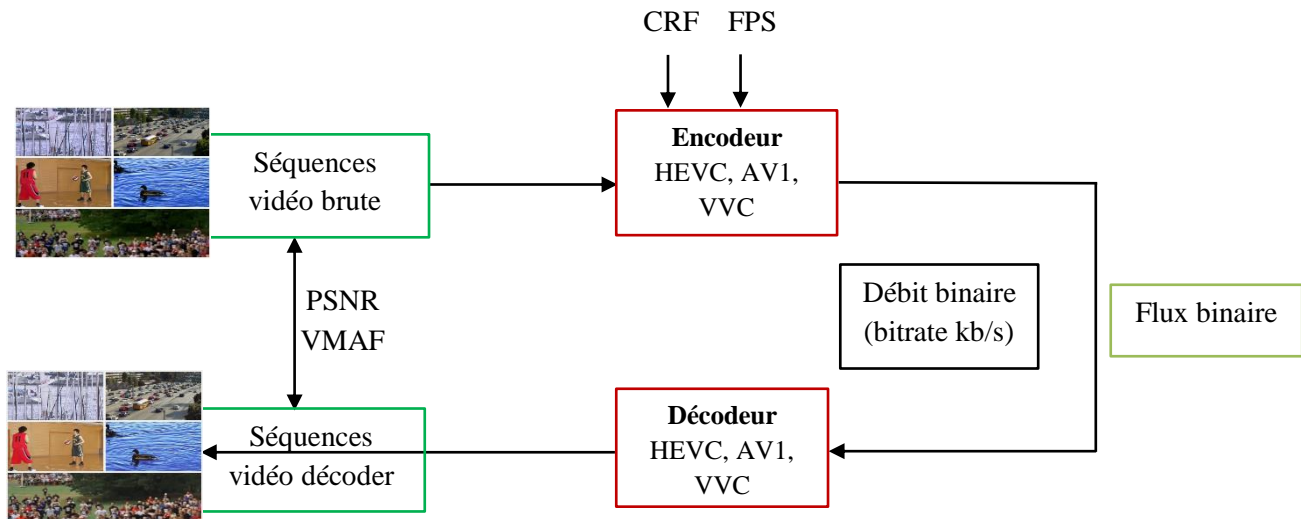 CRF FPS
Séquences
vidéo brute
Encodeur
HEVC, AV1,
VVC
PSNR
VMAF
Débit binaire
(bitrate kb/s)
Flux binaire
Séquences
vidéo décoder
Décodeur
HEVC, AV1,
VVC